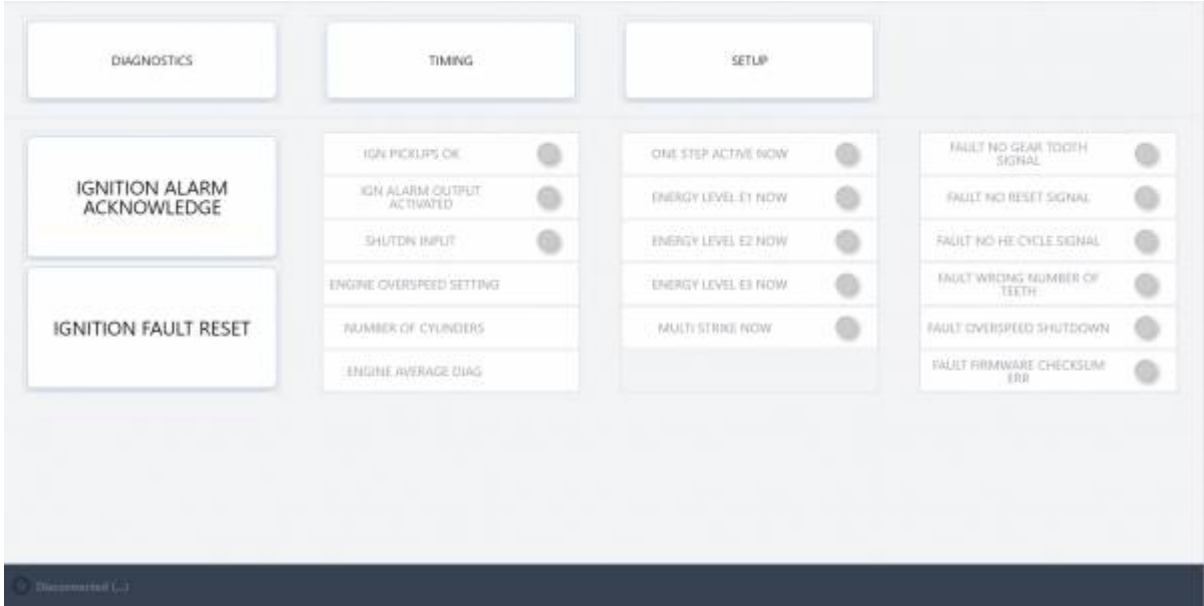 DIAGNOSTICS
TIMING
SETUP
IGNITION ALARM
ACKNOWLEDGE
IGNITION FAULT RESET
IGN PICKUPS OK
IGN ALARM OUTPUT
ACTIVATED
SHUTDN INPUT
ENGINE OVERSPEED SETTING
NUMBER OF CYLINDERS
ENGINE AVERAGE DIAG
ONE STEP ACTIVE NOW
ENERGY LEVEL E1 NOW
ENERGY LEVEL E2 NOW
ENERGY LEVEL E3 NOW
MULTI STRIKE NOW
FAULT NO GEAR TOOTH
SIGNAL
FAULT NO RESET SIGNAL
FAULT NO HE CYCLE SIGNAL
FAULT WRONG NUMBER OF
TEETH
FAULT OVERSPEED SHUTDOWN
FAULT FIRMWARE CHECKSUM
ERR
Disconnected (...)